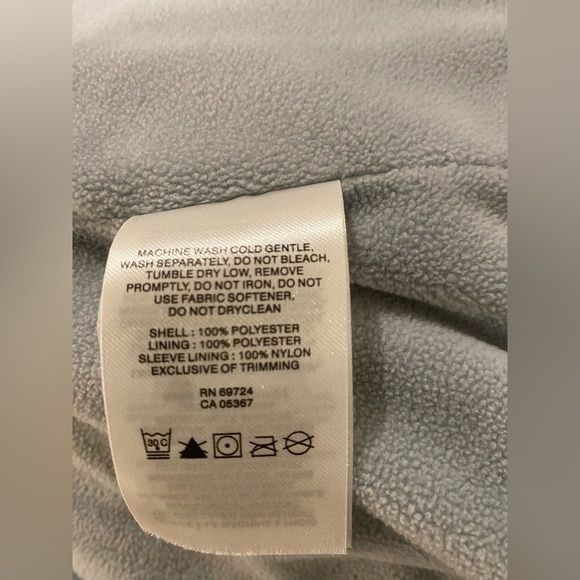 MACHINE WASH COLD GENTLE,
WASH SEPARATELY, DO NOT BLEACH,
TUMBLE DRY LOW, REMOVE
PROMPTLY, DO NOT IRON, DO NOT
USE FABRIC SOFTENER,
DO NOT DRYCLEAN
SHELL : 100% POLYESTER
LINING : 100% POLYESTER
SLEEVE LINING : 100% NYLON
EXCLUSIVE OF TRIMMING
RN 69724
CA 05367
30 C